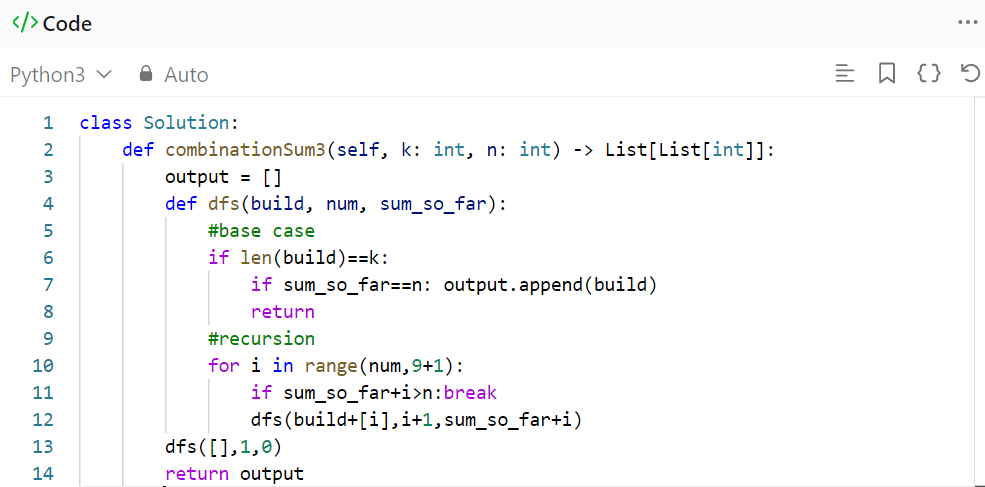 </> Code
Python3 Auto
1 class Solution:
2     def combinationSum3(self, k: int, n: int) -> List[List[int]]:
3         output = []
4         def dfs(build, num, sum_so_far):
5             #base case
6             if len(build)==k:
7                 if sum_so_far==n: output.append(build)
8                 return
9             #recursion
10             for i in range(num,9+1):
11                 if sum_so_far+i>n:break
12                 dfs(build+[i],i+1,sum_so_far+i)
13         dfs([],1,0)
14         return output